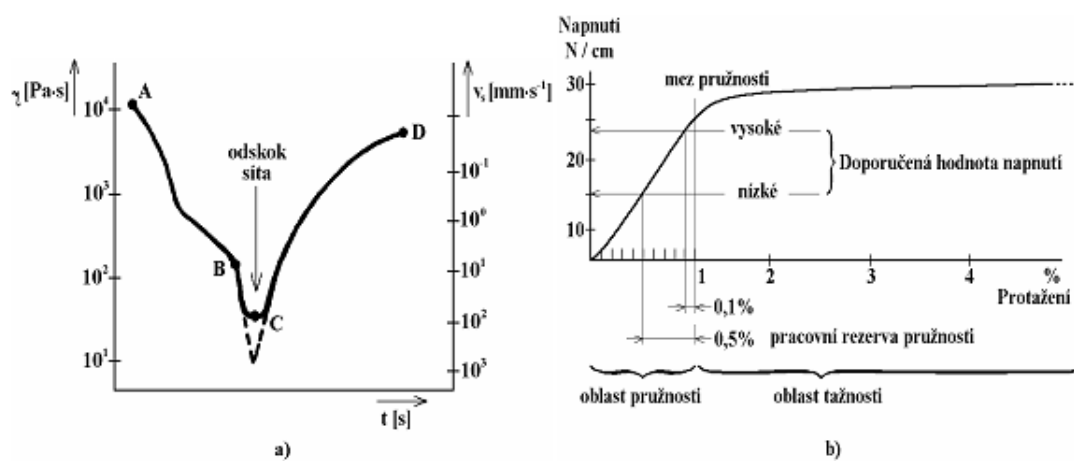 ɣ [Pa·s]
v_s [mm·s⁻¹]
A
10⁴
10³
10²
10¹
odskok
síta
B
C
D
10⁻¹
10⁰
10¹
10²
10³
t [s]
a)
Napnutí
N / cm
30
20
10
mez pružnosti
vysoké
nízké
Doporučená hodnota napnutí
1
2
3
4
%
Protažení
0,1%
0,5%
pracovní rezerva pružnosti
oblast pružnosti
oblast tažnosti
b)